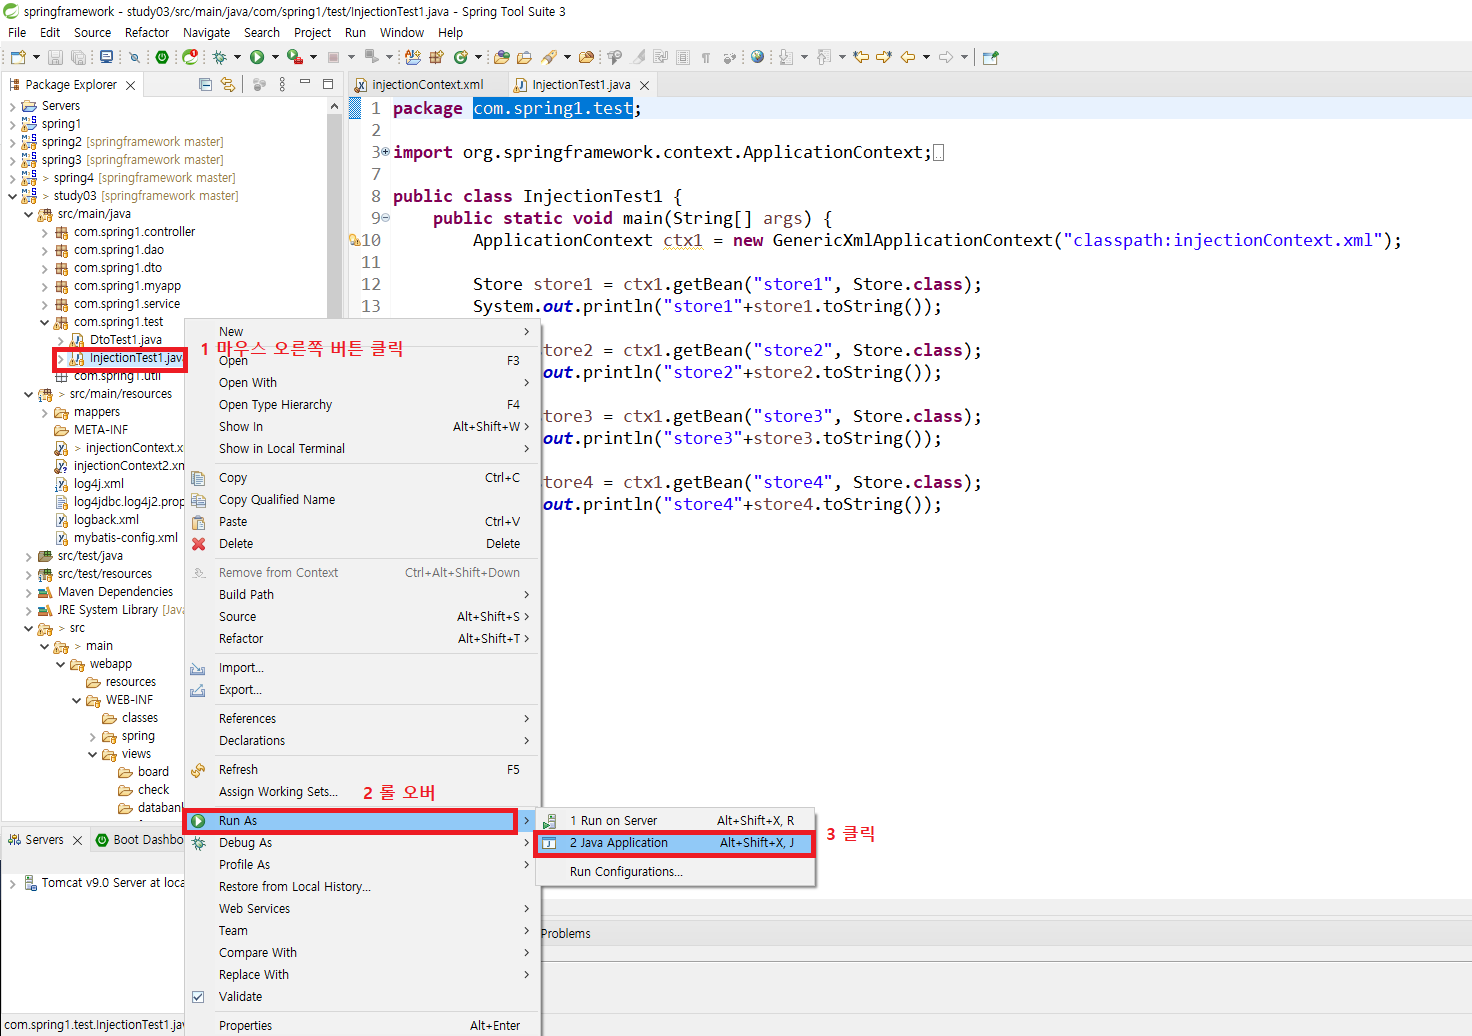 springframework - study03/src/main/java/com/spring1/test/InjectionTest1.java - Spring Tool Suite 3
File Edit Source Refactor Navigate Search Project Run Window Help
Package Explorer
Servers
spring1
spring2 [springframework master]
spring3 [springframework master]
> spring4 [springframework master]
> study03 [springframework master]
src/main/java
com.spring1.controller
com.spring1.dao
com.spring1.dto
com.spring1.myapp
com.spring1.service
com.spring1.test
DtoTest1.java
InjectionTest1.java
com.spring1.util
> src/main/resources
mappers
META-INF
> injectionContext.x
injectionContext2.xn
log4j.xml
log4jdbc.log4j2.prop
logback.xml
mybatis-config.xml
src/test/java
src/test/resources
Maven Dependencies
JRE System Library [Java
> src
> main
webapp
resources
WEB-INF
classes
spring
views
board
check
databan
Servers
Boot Dashbo
Tomcat v9.0 Server at loca
com.spring1.test.InjectionTest1.jav
injectionContext.xml
InjectionTest1.java
1 package com.spring1.test;
2
3 import org.springframework.context.ApplicationContext;
7
8 public class InjectionTest1 {
9 public static void main(String[] args) {
10 ApplicationContext ctx1 = new GenericXmlApplicationContext("classpath:injectionContext.xml");
11
12 Store store1 = ctx1.getBean("store1", Store.class);
13 System.out.println("store1"+store1.toString());
store2 = ctx1.getBean("store2", Store.class);
out.println("store2"+store2.toString());
store3 = ctx1.getBean("store3", Store.class);
out.println("store3"+store3.toString());
store4 = ctx1.getBean("store4", Store.class);
out.println("store4"+store4.toString());
New
1 마우스 오른쪽 버튼 클릭
Open F3
Open With
Open Type Hierarchy F4
Show In Alt+Shift+W
Show in Local Terminal
Copy Ctrl+C
Copy Qualified Name
Paste Ctrl+V
Delete Delete
Remove from Context Ctrl+Alt+Shift+Down
Build Path
Source Alt+Shift+S
Refactor Alt+Shift+T
Import...
Export...
References
Declarations
Refresh F5
Assign Working Sets...
2 롤 오버
Run As
Debug As
Profile As
Restore from Local History...
Web Services
Team
Compare With
Replace With
Validate
Properties Alt+Enter
1 Run on Server Alt+Shift+X, R
2 Java Application Alt+Shift+X, J
3 클릭
Run Configurations...
Problems